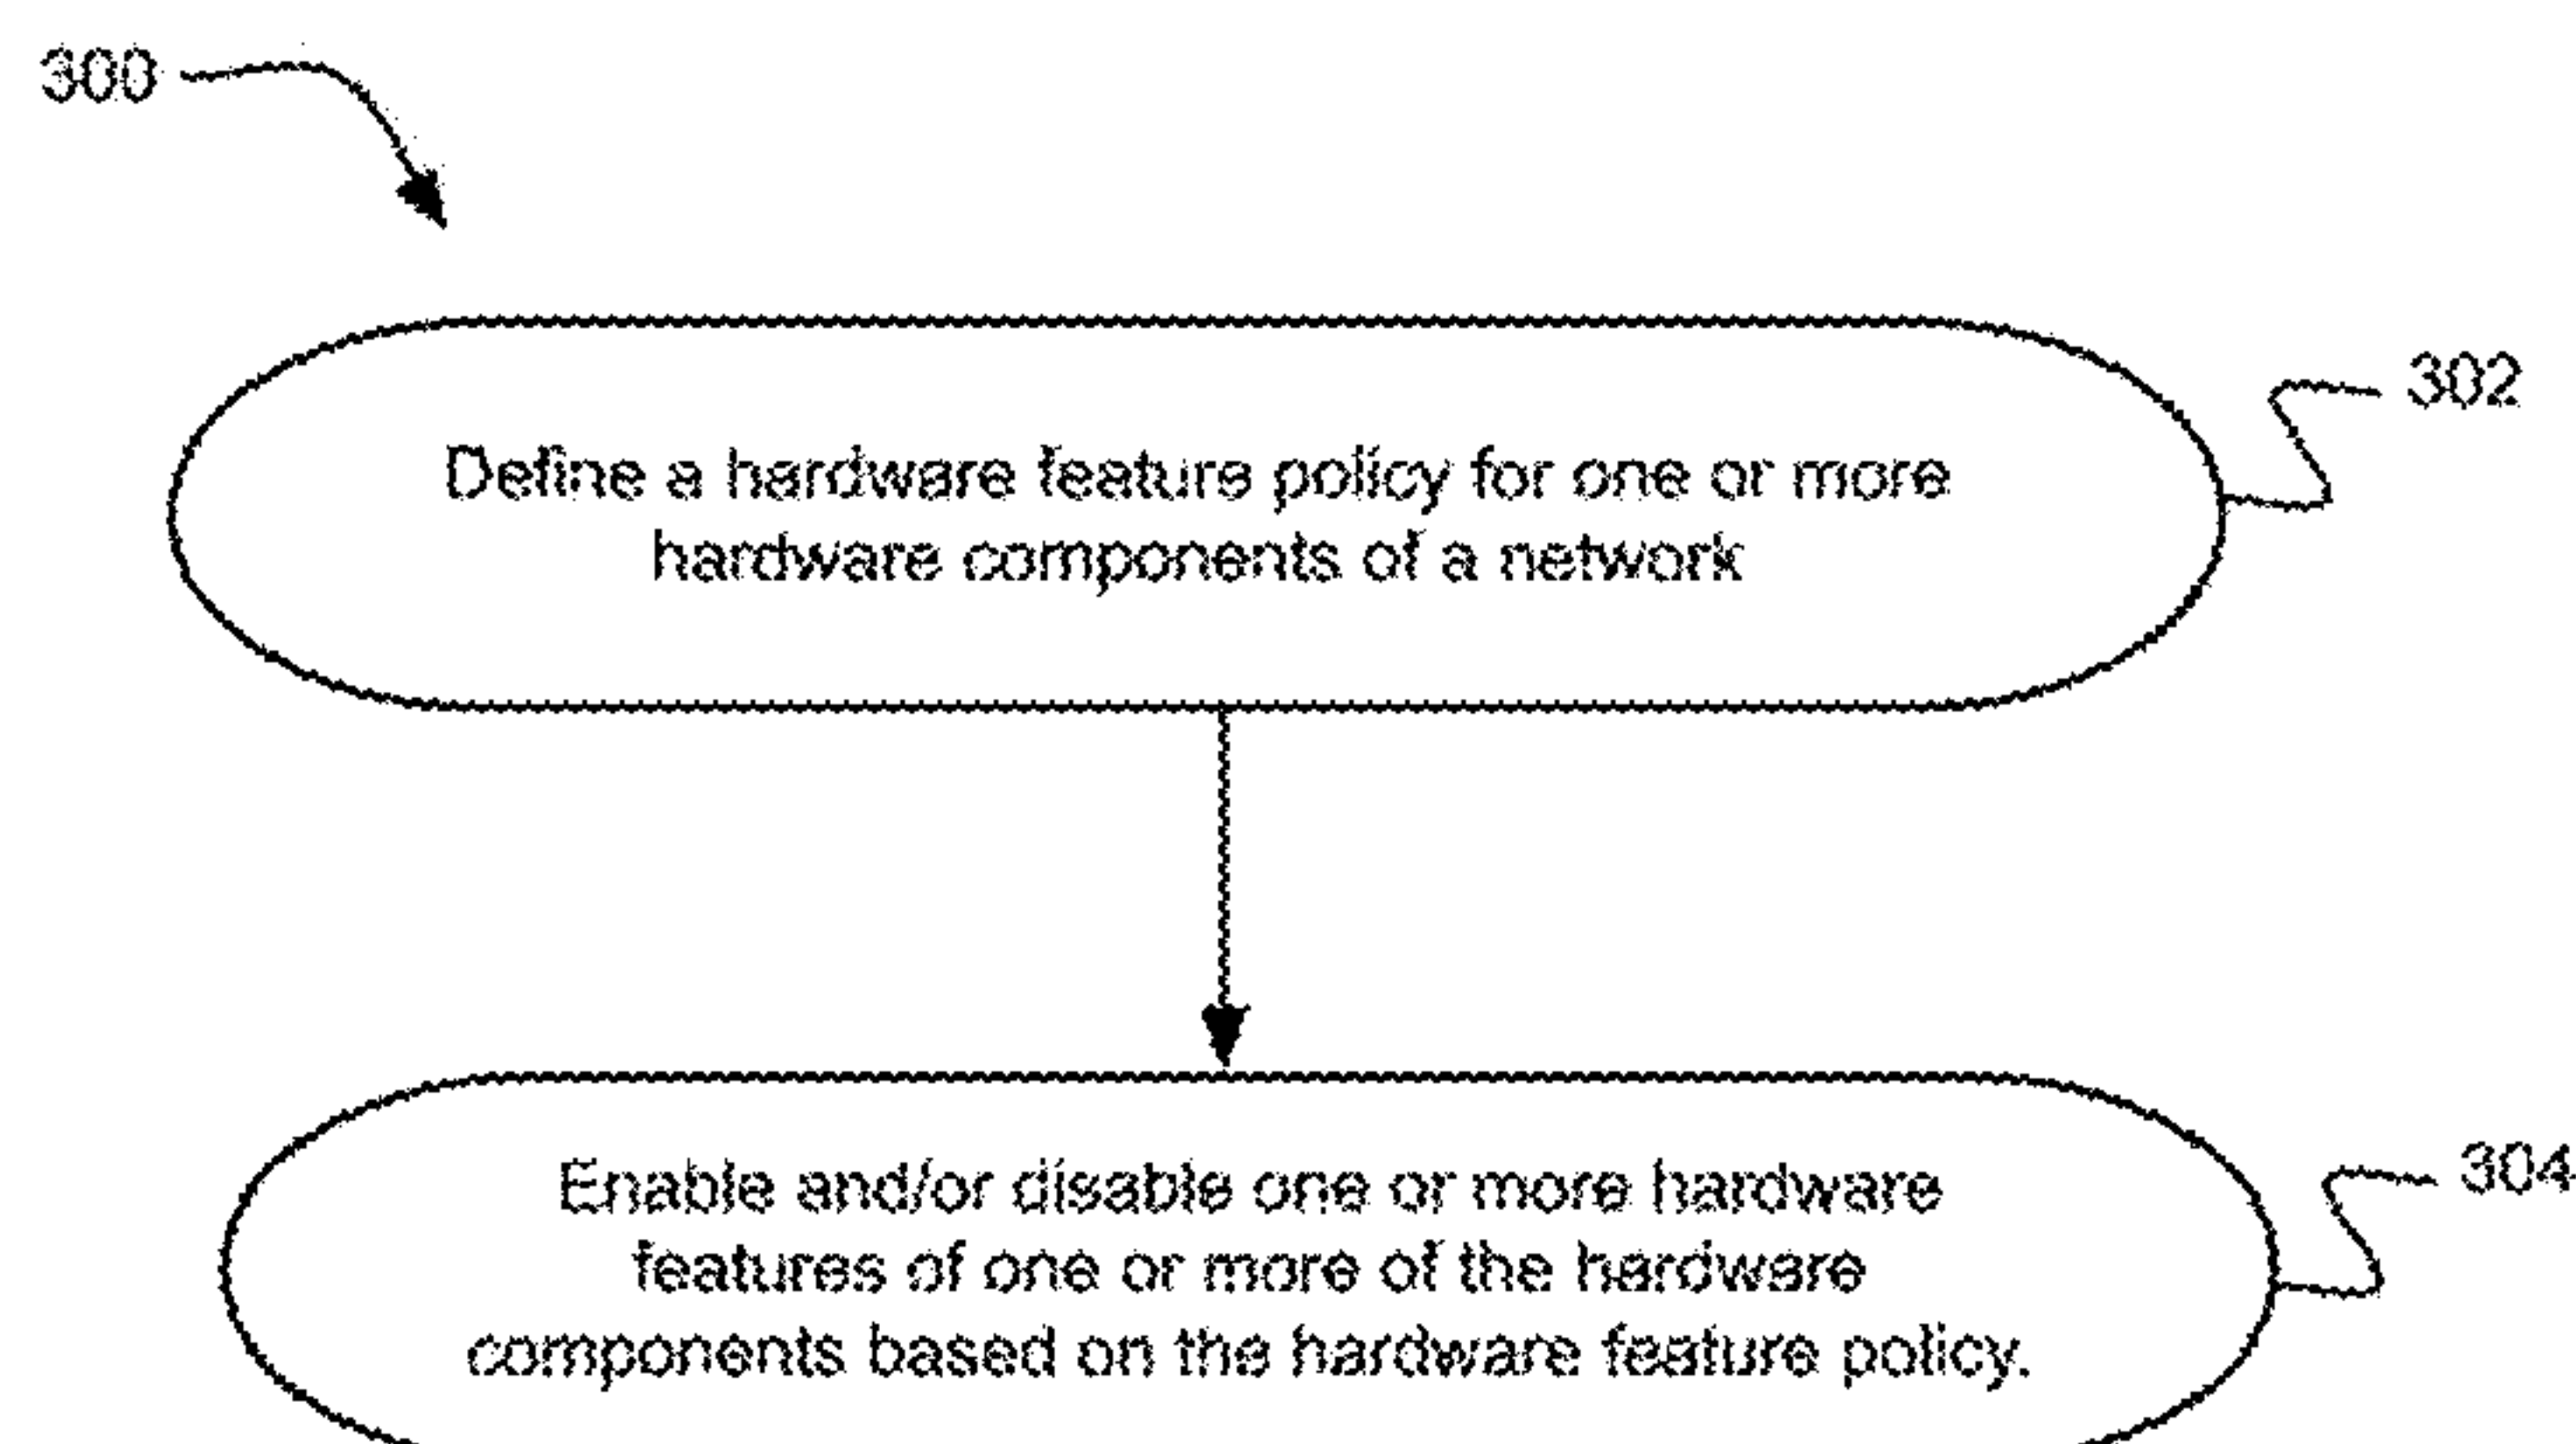 300
302
Define a hardware feature policy for one or more
hardware components of a network
304
Enable and/or disable one or more hardware
features of one or more of the hardware
components based on the hardware feature policy.